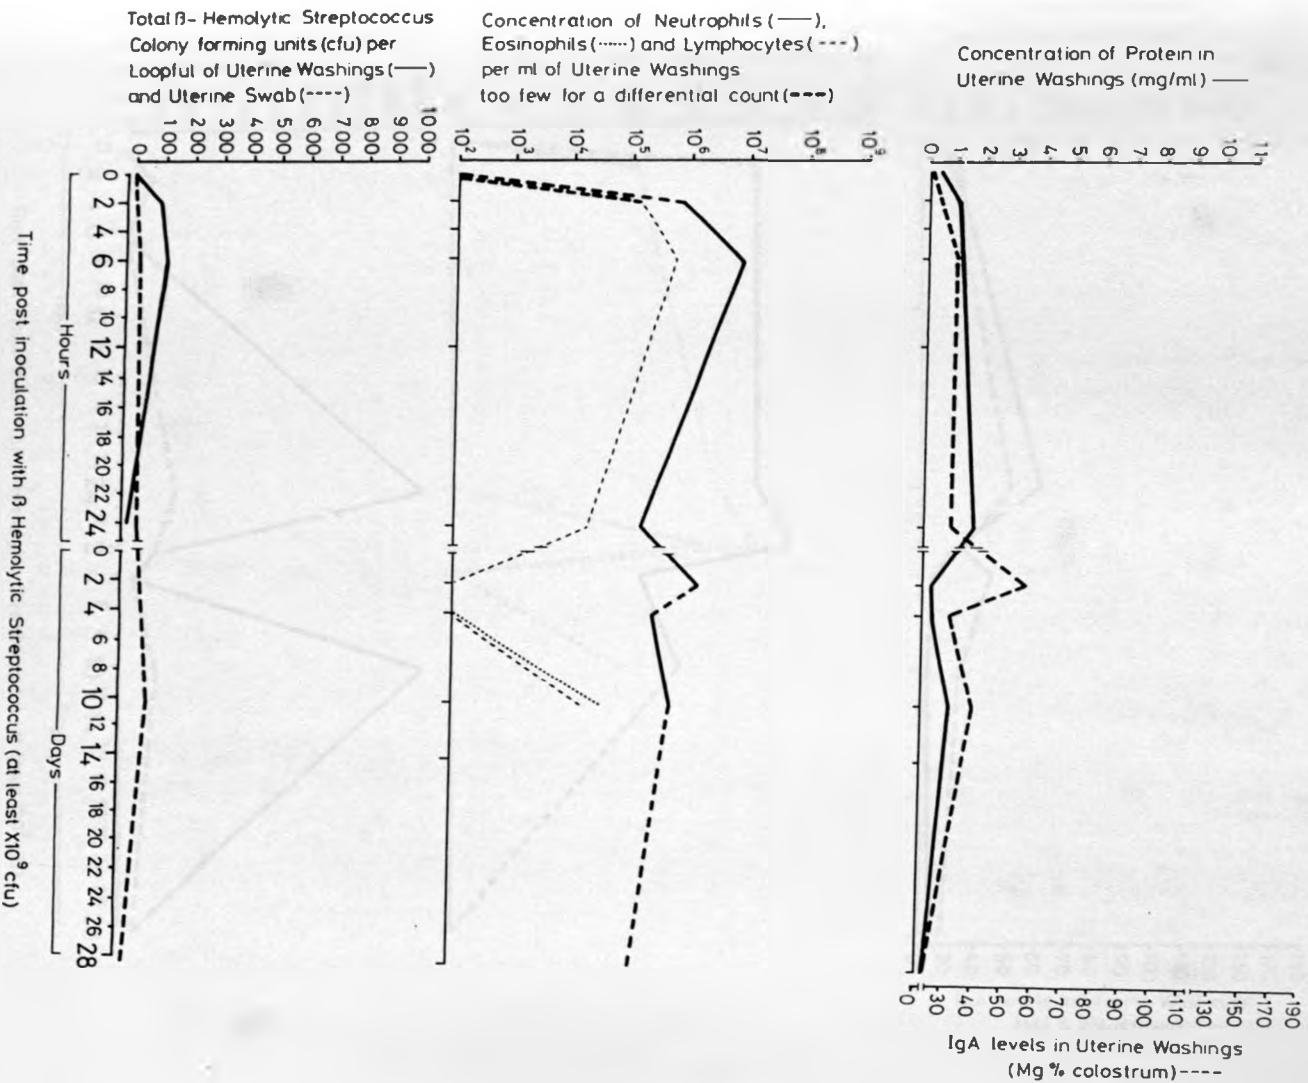 Total β- Hemolytic Streptococcus
Colony forming units (cfu) per
Loopful of Uterine Washings (——)
and Uterine Swab (----)
0 100 200 300 400 500 600 700 800 900 1000
Concentration of Neutrophils (——),
Eosinophils (······) and Lymphocytes (----)
per ml of Uterine Washings
too few for a differential count (----)
10² 10³ 10⁴ 10⁵ 10⁶ 10⁷ 10⁸ 10⁹
Concentration of Protein in
Uterine Washings (mg/ml) ——
0 1 2 3 4 5 6 7 8 9 10 11
0 2 4 6 8 10 12 14 16 18 20 22 24
0 2 4 6 8 10 12 14 16 18 20 22 24 26 28
Hours
Days
Time post inoculation with β Hemolytic Streptococcus (at least X10⁹ cfu)
0 30 40 50 60 70 80 90 100 110 130 150 170 190
IgA levels in Uterine Washings
(Mg % colostrum) ----